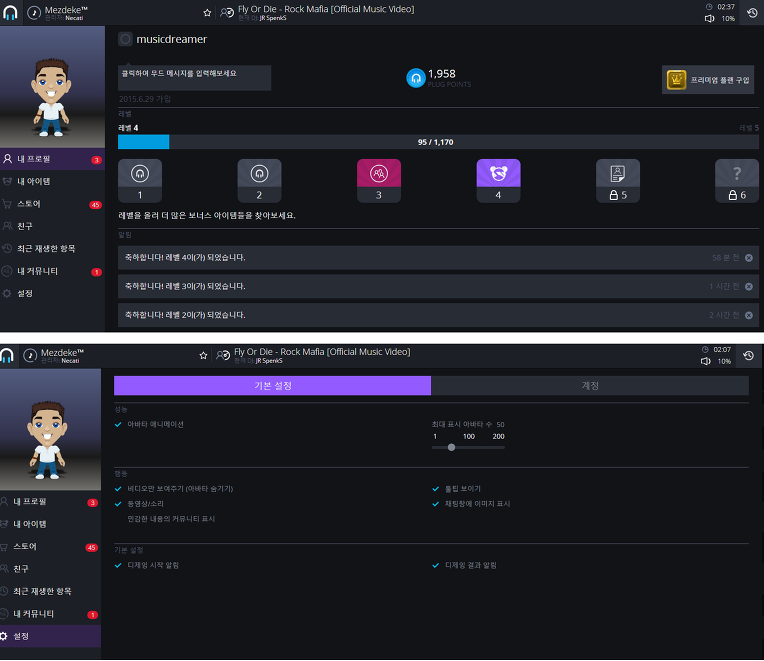 Mezdeke™
관리자: Necati
Fly Or Die - Rock Mafia [Official Music Video]
현재 DJ: JR SpenkS
02:37
10%
musicdreamer
클릭하여 무드 메시지를 입력해보세요
1,958
PLUG POINTS
프리미엄 플랜 구입
2015.6.29 가입
레벨
레벨 4
레벨 5
95 / 1,170
1
2
3
4
5
? 6
레벨을 올려 더 많은 보너스 아이템들을 찾아보세요.
알림
축하합니다! 레벨 4이(가) 되었습니다.
58 분 전
축하합니다! 레벨 3이(가) 되었습니다.
1 시간 전
축하합니다! 레벨 2이(가) 되었습니다.
2 시간 전
내 프로필 3
내 아이템
스토어 45
친구
최근 재생한 항목
내 커뮤니티 1
설정
Mezdeke™
관리자: Necati
Fly Or Die - Rock Mafia [Official Music Video]
현재 DJ: JR SpenkS
02:07
10%
내 프로필 3
내 아이템
스토어 45
친구
최근 재생한 항목
내 커뮤니티 1
설정
기본 설정
계정
성능
아바타 애니메이션
최대 표시 아바타 수 50
1 100 200
행동
비디오만 보여주기 (아바타 숨기기)
툴팁 보이기
동영상/소리
채팅창에 이미지 표시
민감한 내용의 커뮤니티 표시
기본 설정
디제잉 시작 알림
디제잉 결과 알림